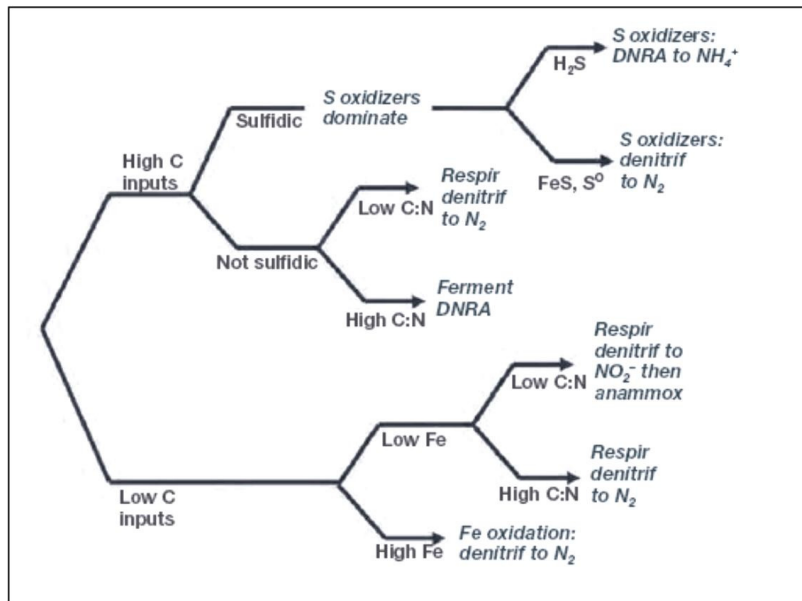 S oxidizers:
DNRA to NH₄⁺
H₂S
Sulfidic
S oxidizers
dominate
S oxidizers:
denitrif
to N₂
FeS, S⁰
High C
inputs
Respir
denitrif
to N₂
Low C:N
Not sulfidic
Ferment
DNRA
High C:N
Respir
denitrif to
NO₂⁻ then
anammox
Low C:N
Low Fe
Respir
denitrif
to N₂
High C:N
Low C
inputs
Fe oxidation:
denitrif to N₂
High Fe